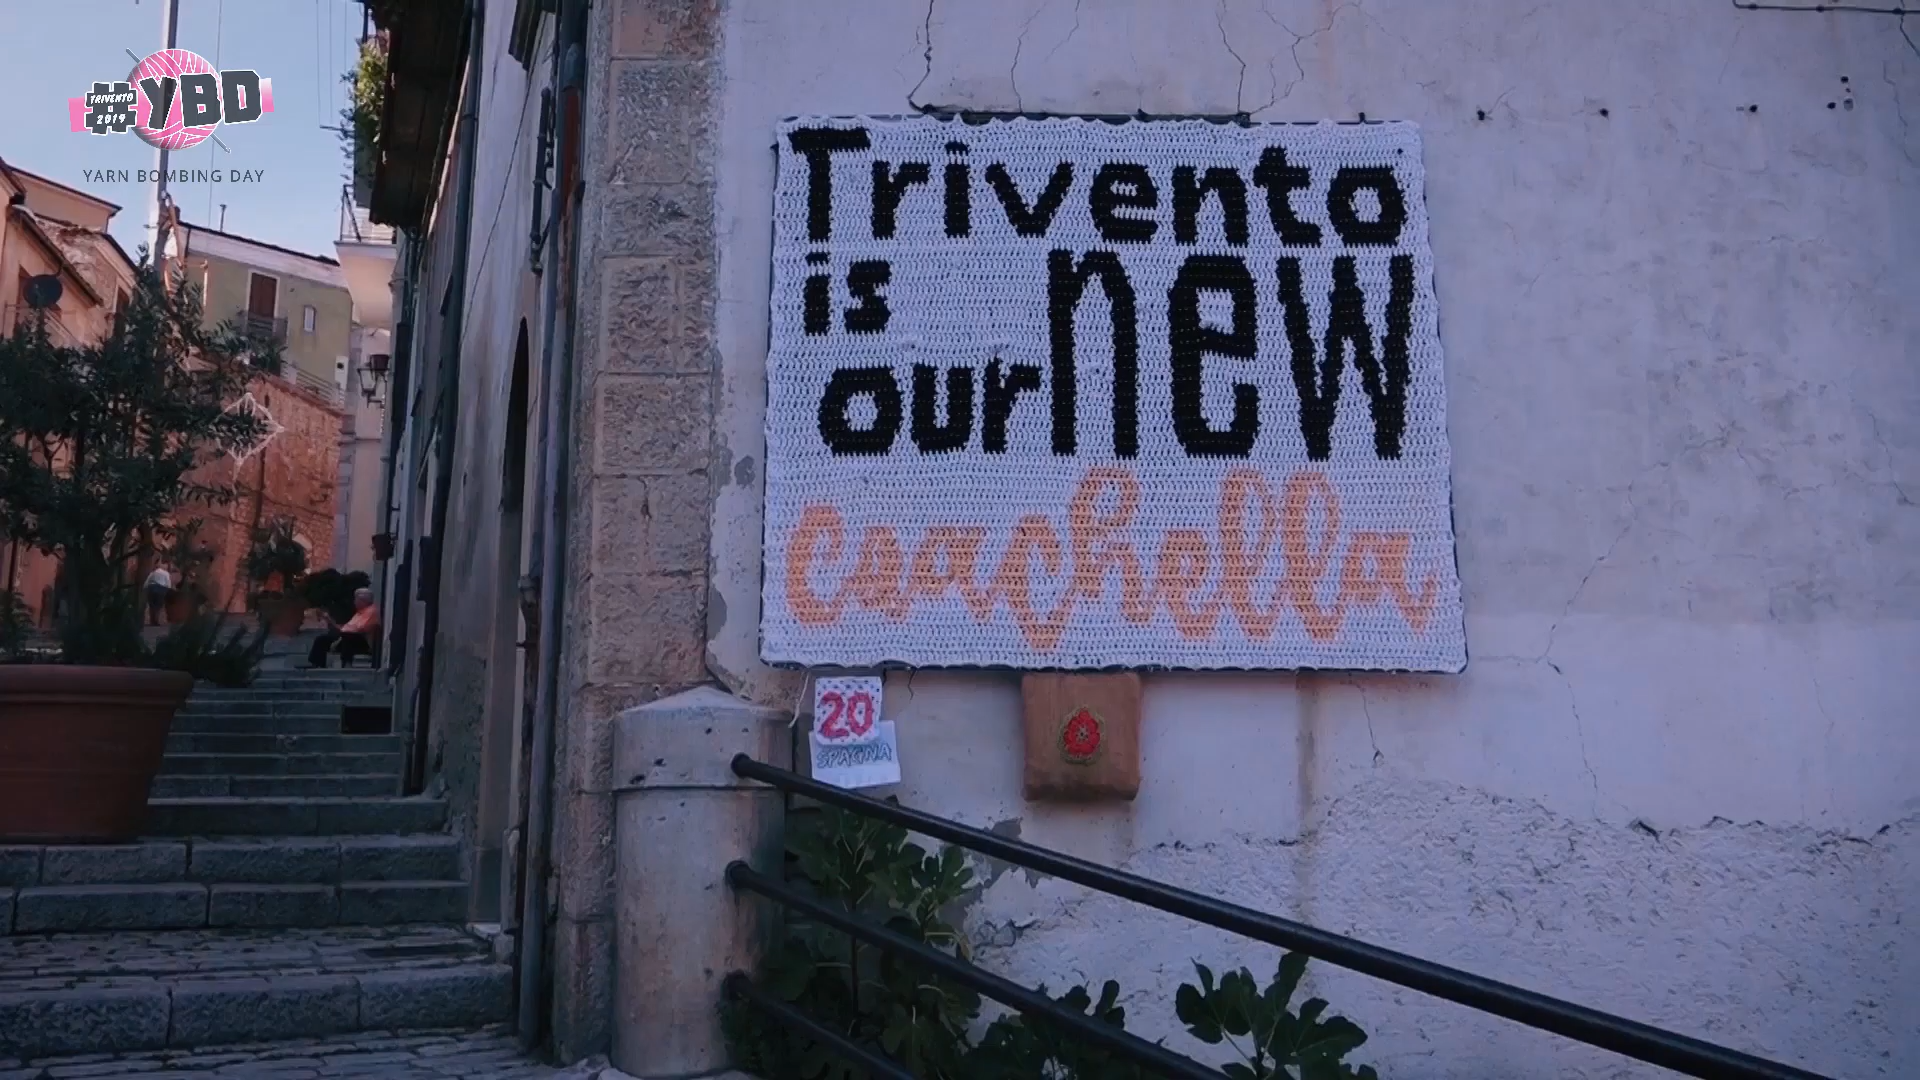 TRIVENTO
2019
#YBD
YARN BOMBING DAY
Trivento
is
our new
coachella
20
SPAGNA